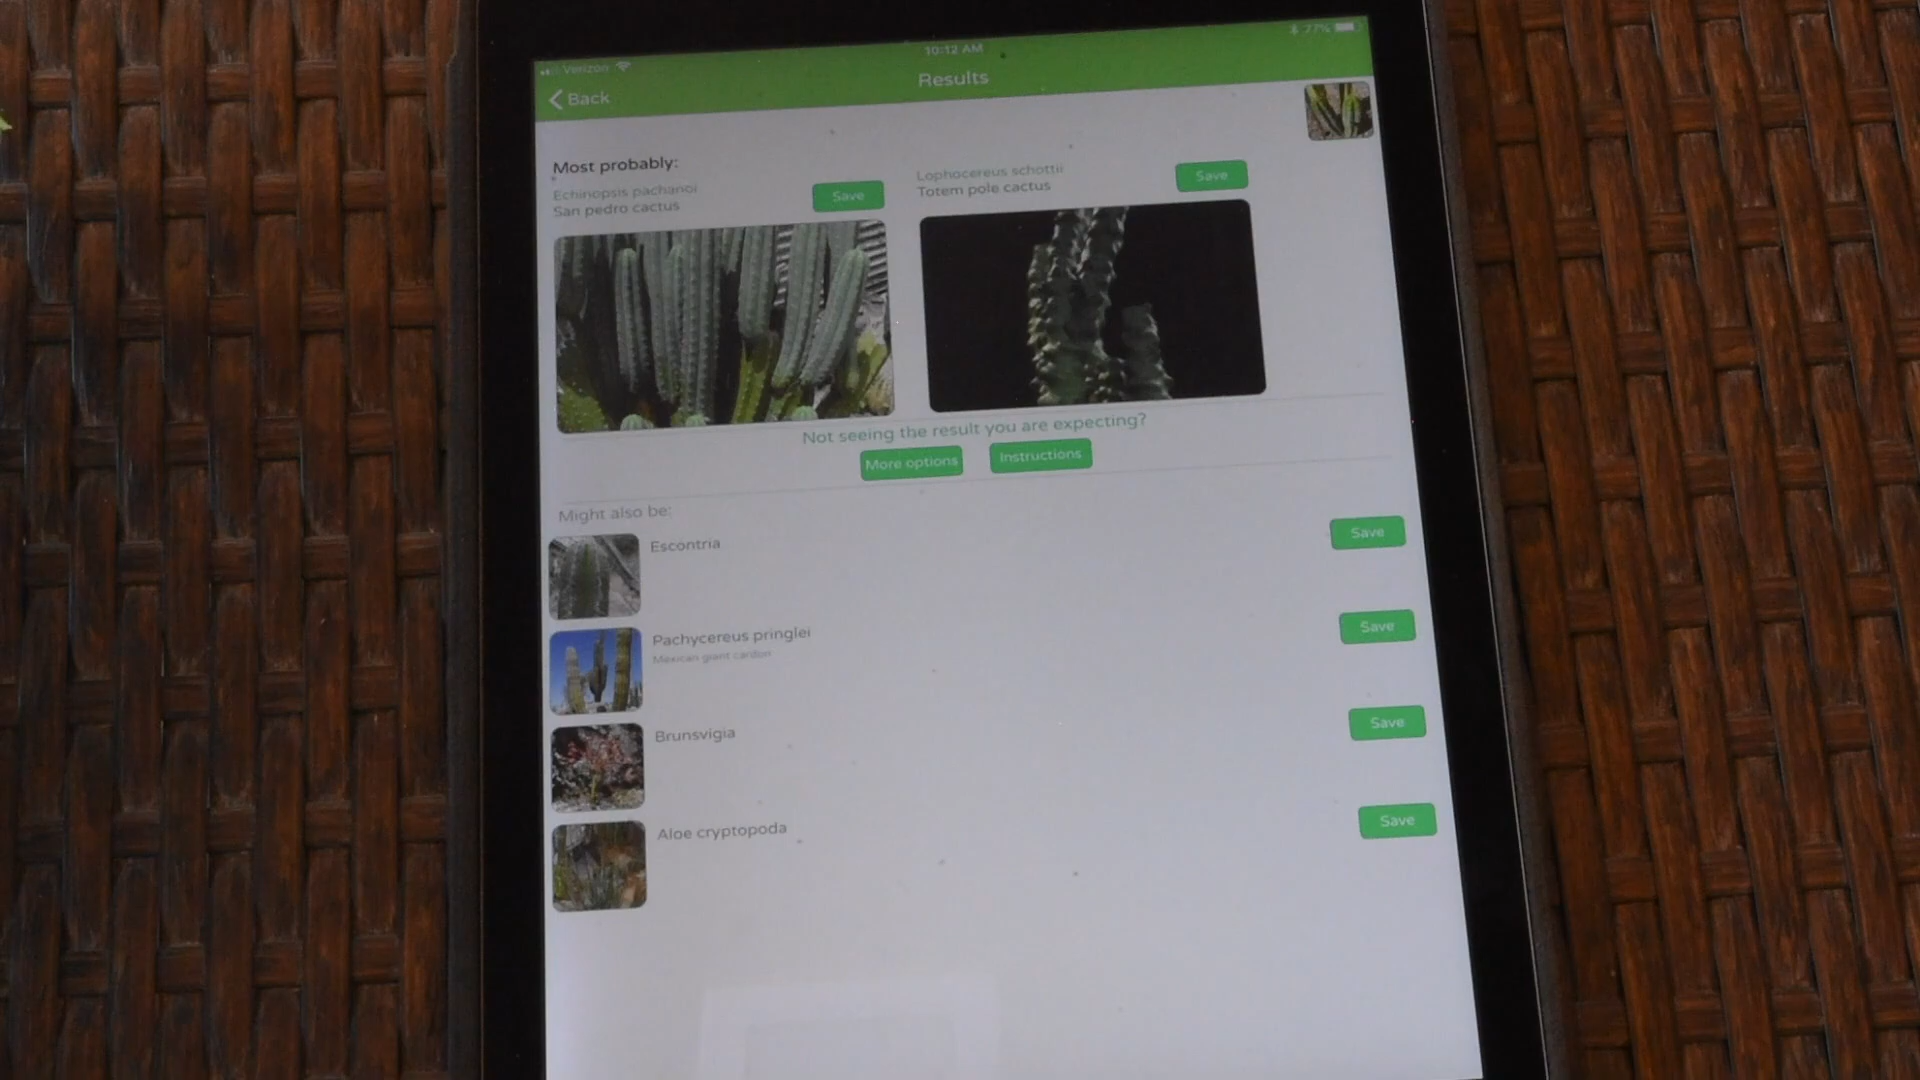 Verizon
10:12 AM
77%
Back
Results
Most probably:
Echinopsis pachanoi
San pedro cactus
Save
Lophocereus schottii
Totem pole cactus
Save
Not seeing the result you are expecting?
More options
Instructions
Might also be:
Escontria
Save
Pachycereus pringlei
Mexican giant cardon
Save
Brunsvigia
Save
Aloe cryptopoda
Save